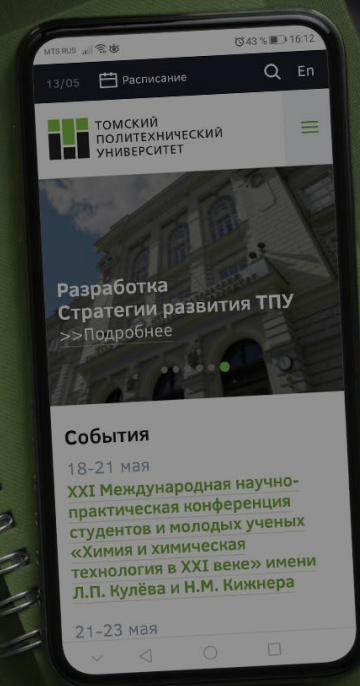 MTS RUS 43 % 16:12
13/05 Расписание En
ТОМСКИЙ
ПОЛИТЕХНИЧЕСКИЙ
УНИВЕРСИТЕТ
Разработка
Стратегии развития ТПУ
>>Подробнее
События
18-21 мая
XXI Международная научно-
практическая конференция
студентов и молодых ученых
«Химия и химическая
технология в XXI веке» имени
Л.П. Кулёва и Н.М. Кижнера
21-23 мая